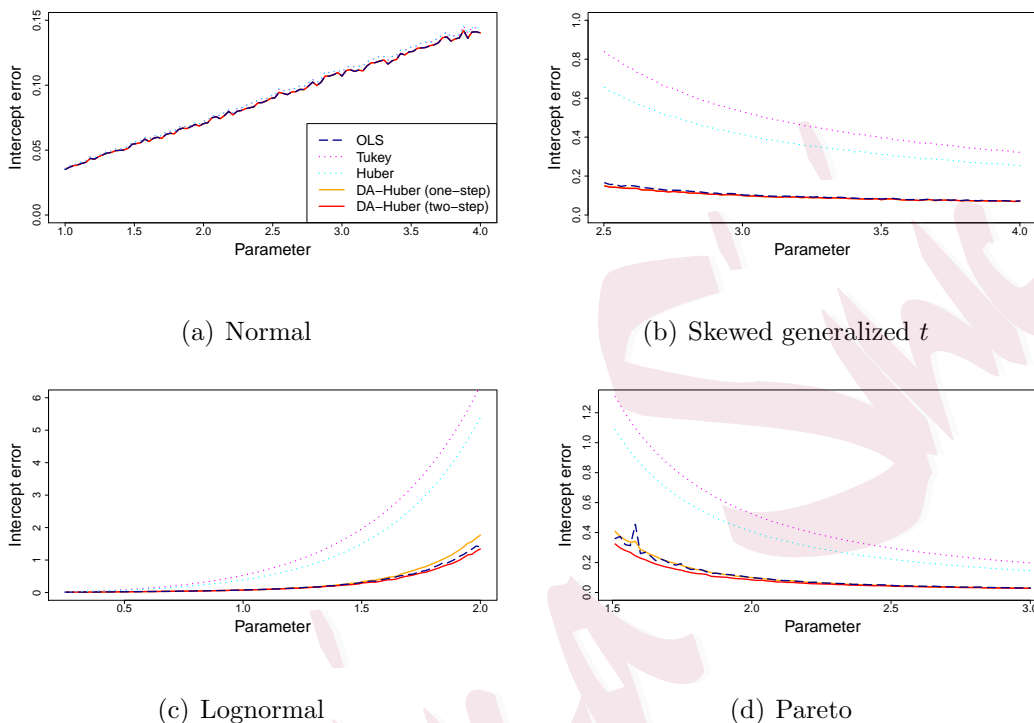 Intercept error
0.00 0.05 0.10 0.15
1.0 1.5 2.0 2.5 3.0 3.5 4.0
Parameter
OLS
Tukey
Huber
DA-Huber (one-step)
DA-Huber (two-step)
(a) Normal
Intercept error
0.0 0.2 0.4 0.6 0.8 1.0
2.5 3.0 3.5 4.0
Parameter
(b) Skewed generalized t
Intercept error
0 1 2 3 4 5 6
0.5 1.0 1.5 2.0
Parameter
(c) Lognormal
Intercept error
0.0 0.2 0.4 0.6 0.8 1.0 1.2
1.5 2.0 2.5 3.0
Parameter
(d) Pareto